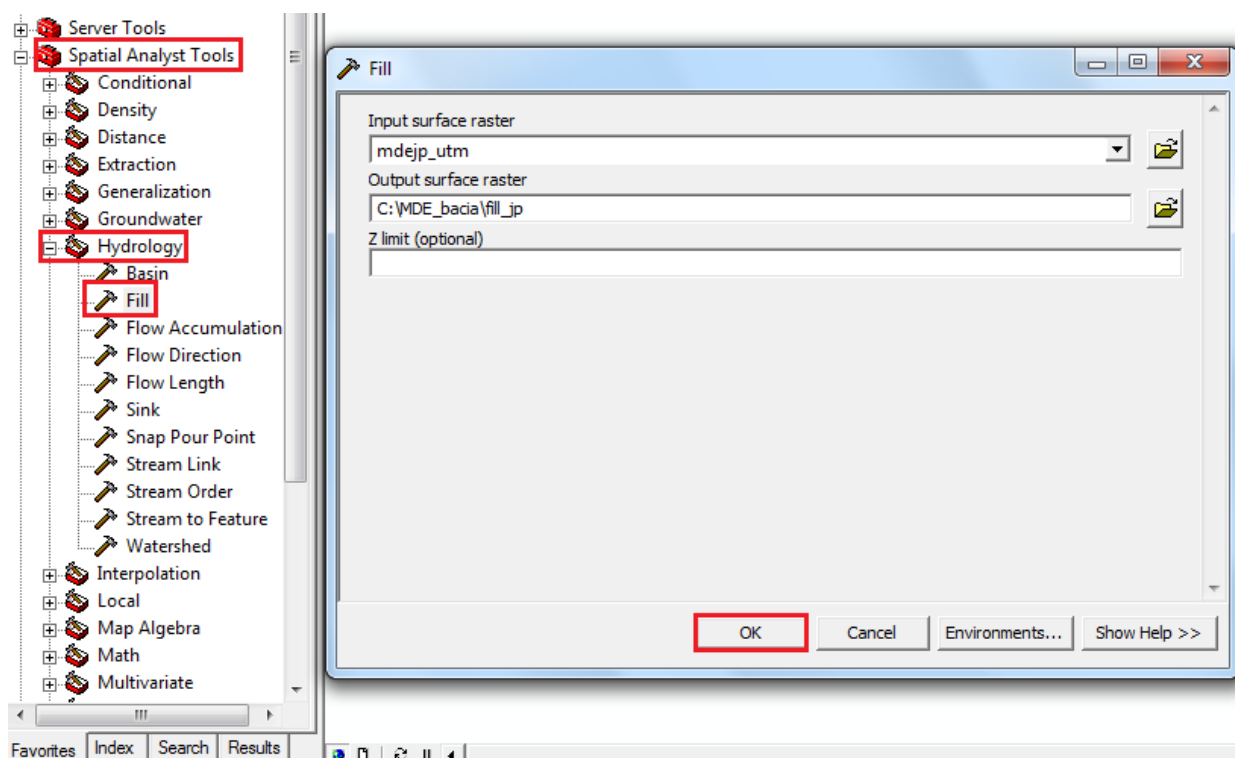 Server Tools
Spatial Analyst Tools
Conditional
Density
Distance
Extraction
Generalization
Groundwater
Hydrology
Basin
Fill
Flow Accumulation
Flow Direction
Flow Length
Sink
Snap Pour Point
Stream Link
Stream Order
Stream to Feature
Watershed
Interpolation
Local
Map Algebra
Math
Multivariate
Favorites Index Search Results
Fill
Input surface raster
mdejp_utm
Output surface raster
C:\MDE_bacia\fill_jp
Z limit (optional)
OK Cancel Environments... Show Help >>